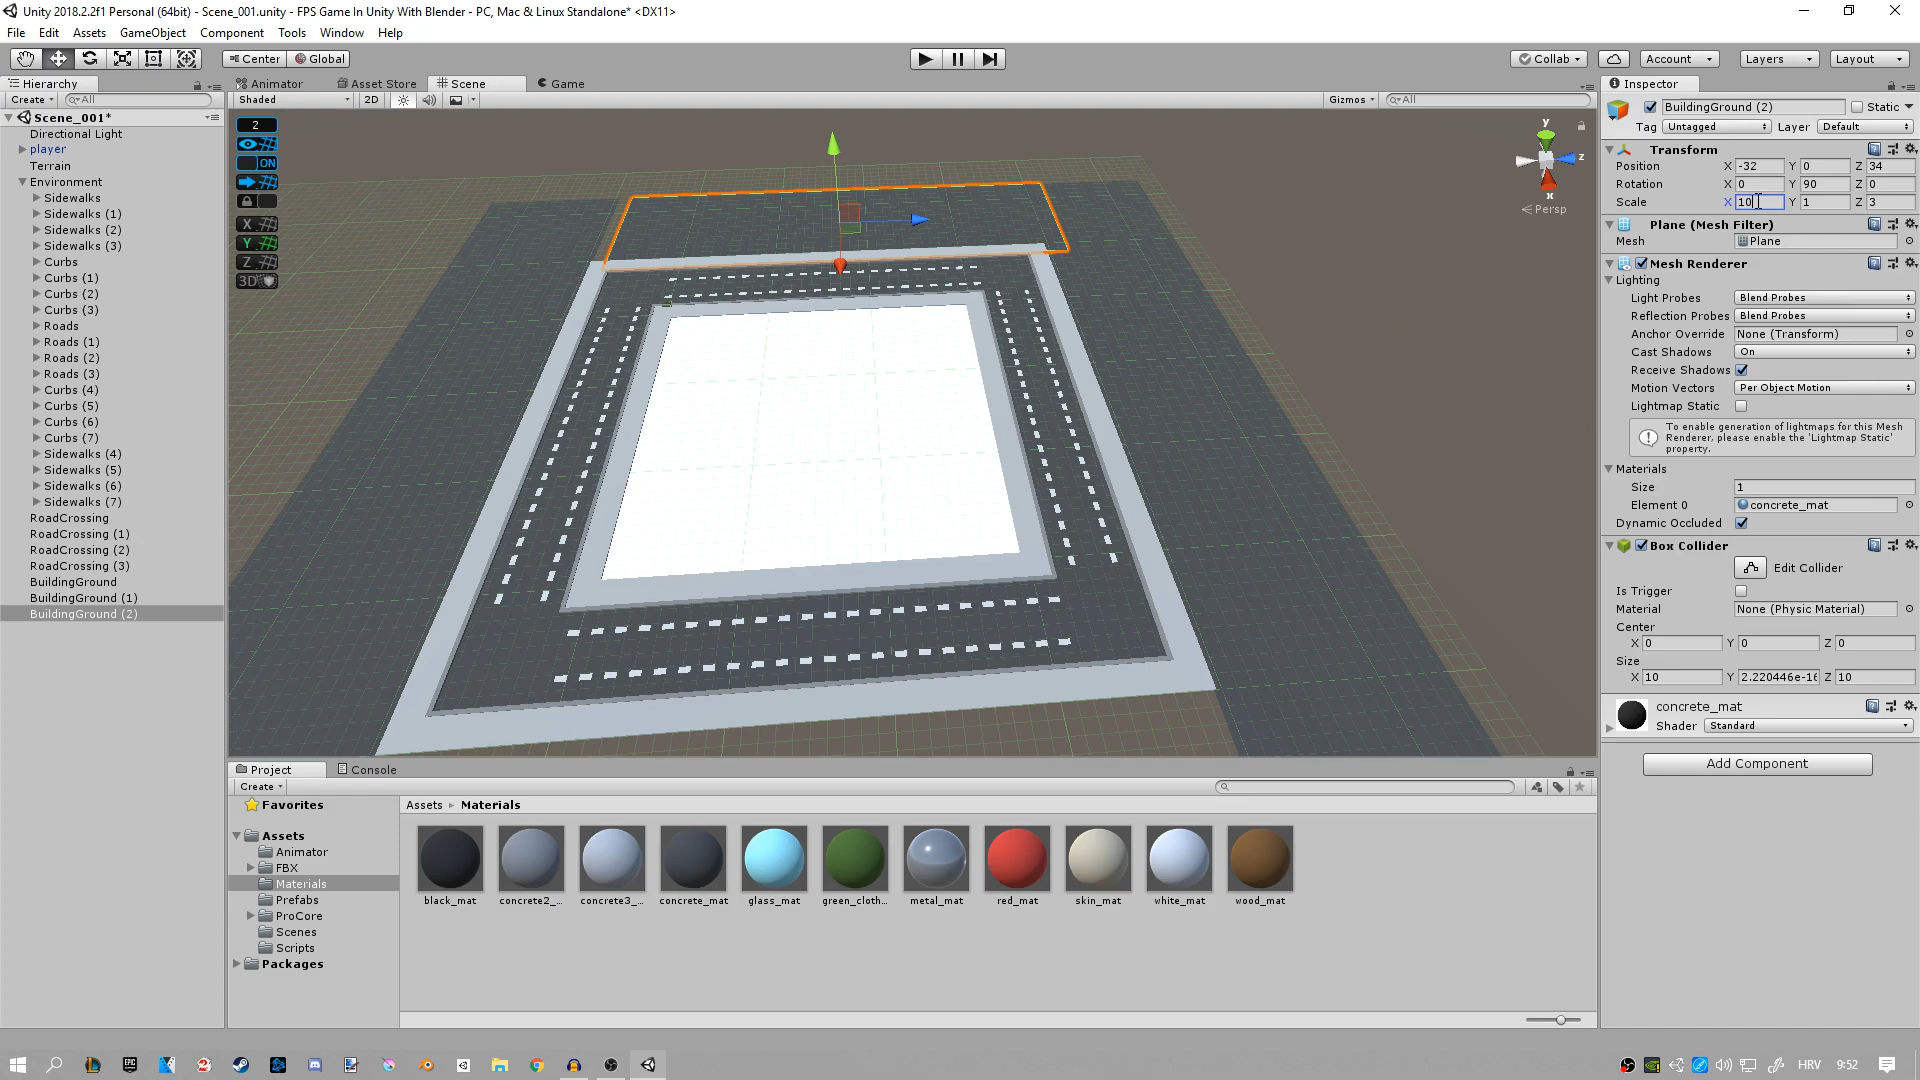 Unity 2018.2.2f1 Personal (64bit) - Scene_001.unity - FPS Game In Unity With Blender - PC, Mac & Linux Standalone* <DX11>
File Edit Assets GameObject Component Tools Window Help
Center Global Collab Account Layers Layout
Hierarchy
Create All
Scene_001*
Directional Light
player
Terrain
Environment
Sidewalks
Sidewalks (1)
Sidewalks (2)
Sidewalks (3)
Curbs
Curbs (1)
Curbs (2)
Curbs (3)
Roads
Roads (1)
Roads (2)
Roads (3)
Curbs (4)
Curbs (5)
Curbs (6)
Curbs (7)
Sidewalks (4)
Sidewalks (5)
Sidewalks (6)
Sidewalks (7)
RoadCrossing
RoadCrossing (1)
RoadCrossing (2)
RoadCrossing (3)
BuildingGround
BuildingGround (1)
BuildingGround (2)
Animator Asset Store Scene Game
Shaded 2D Gizmos All
2
ON
X
Y
Z
3D
y
z
x
Persp
Inspector
BuildingGround (2) Static
Tag Untagged Layer Default
Transform
Position X -32 Y 0 Z 34
Rotation X 0 Y 90 Z 0
Scale X 10 Y 1 Z 3
Plane (Mesh Filter)
Mesh Plane
Mesh Renderer
Lighting
Light Probes Blend Probes
Reflection Probes Blend Probes
Anchor Override None (Transform)
Cast Shadows On
Receive Shadows
Motion Vectors Per Object Motion
Lightmap Static
To enable generation of lightmaps for this Mesh
Renderer, please enable the 'Lightmap Static'
property.
Materials
Size 1
Element 0 concrete_mat
Dynamic Occluded
Box Collider
Edit Collider
Is Trigger
Material None (Physic Material)
Center
X 0 Y 0 Z 0
Size
X 10 Y 2.220446e-16 Z 10
concrete_mat
Shader Standard
Add Component
Project Console
Create
Favorites
Assets
Animator
FBX
Materials
Prefabs
ProCore
Scenes
Scripts
Packages
Assets Materials
black_mat concrete2_... concrete3_... concrete_mat glass_mat green_cloth... metal_mat red_mat skin_mat white_mat wood_mat
HRV 9:52